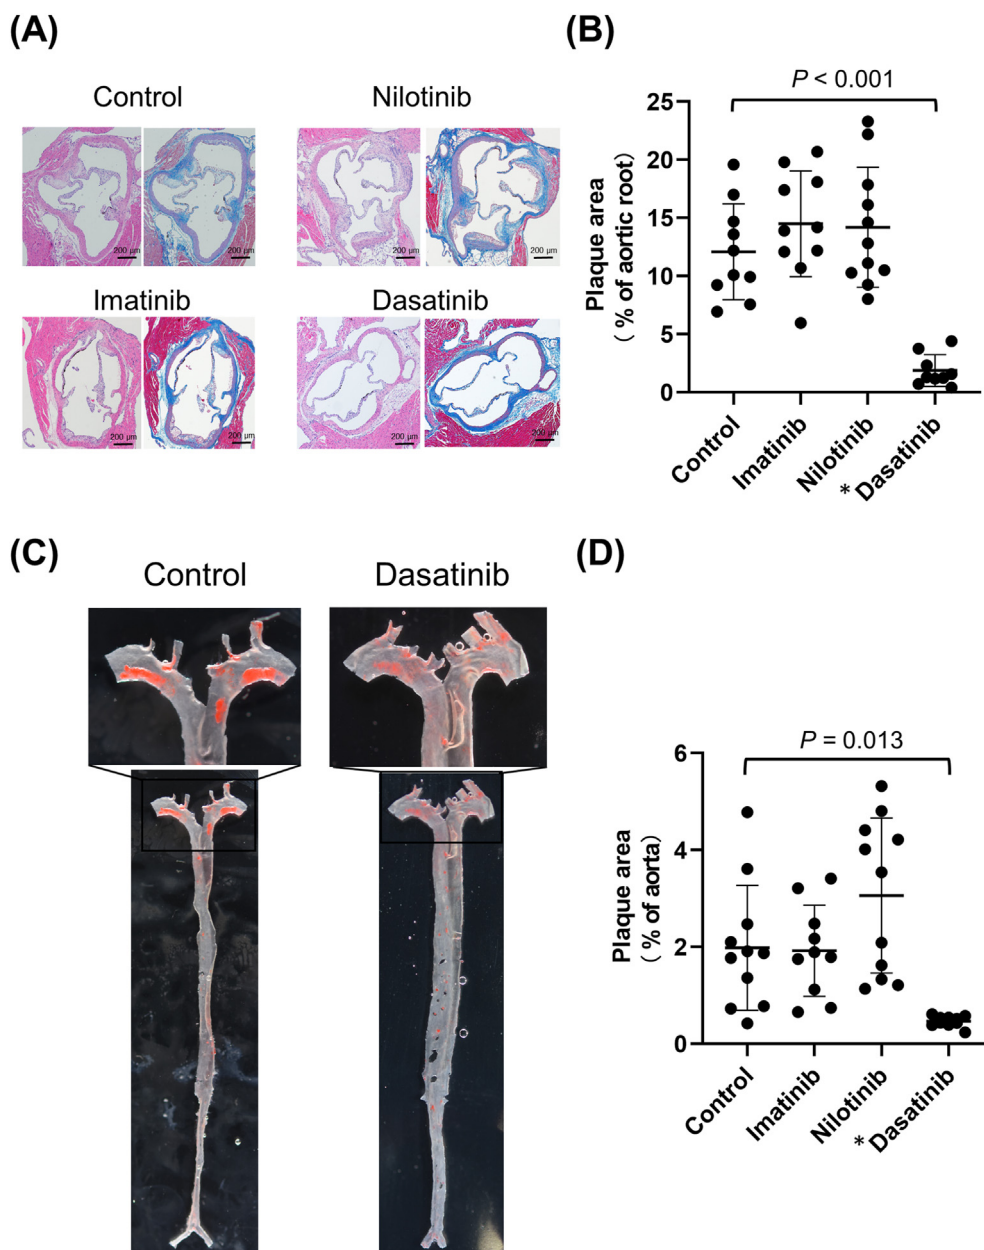 (A)
Control
Nilotinib
200 µm
200 µm
200 µm
200 µm
Imatinib
Dasatinib
200 µm
200 µm
200 µm
200 µm
(B)
P < 0.001
Plaque area
( % of aortic root)
25
20
15
10
5
0
Control
Imatinib
Nilotinib
* Dasatinib
(C)
Control
Dasatinib
(D)
P = 0.013
Plaque area
( % of aorta)
6
4
2
0
Control
Imatinib
Nilotinib
* Dasatinib